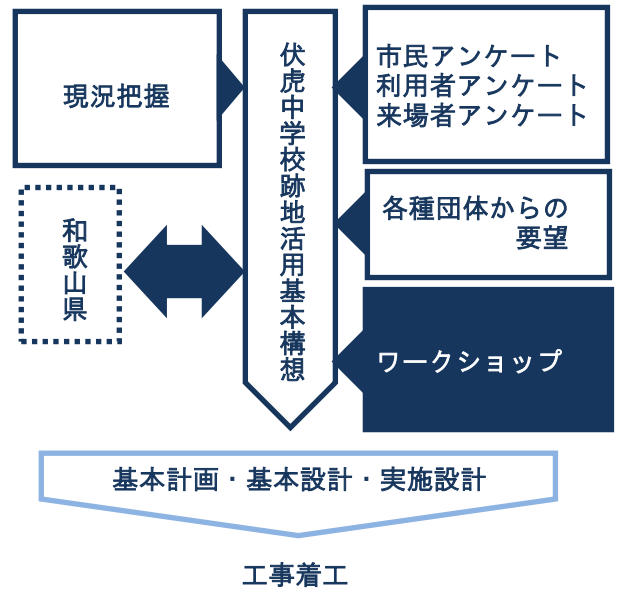 現況把握
和歌山県
伏虎中学校跡地活用基本構想
市民アンケート
利用者アンケート
来場者アンケート
各種団体からの
要望
ワークショップ
基本計画・基本設計・実施設計
工事着工